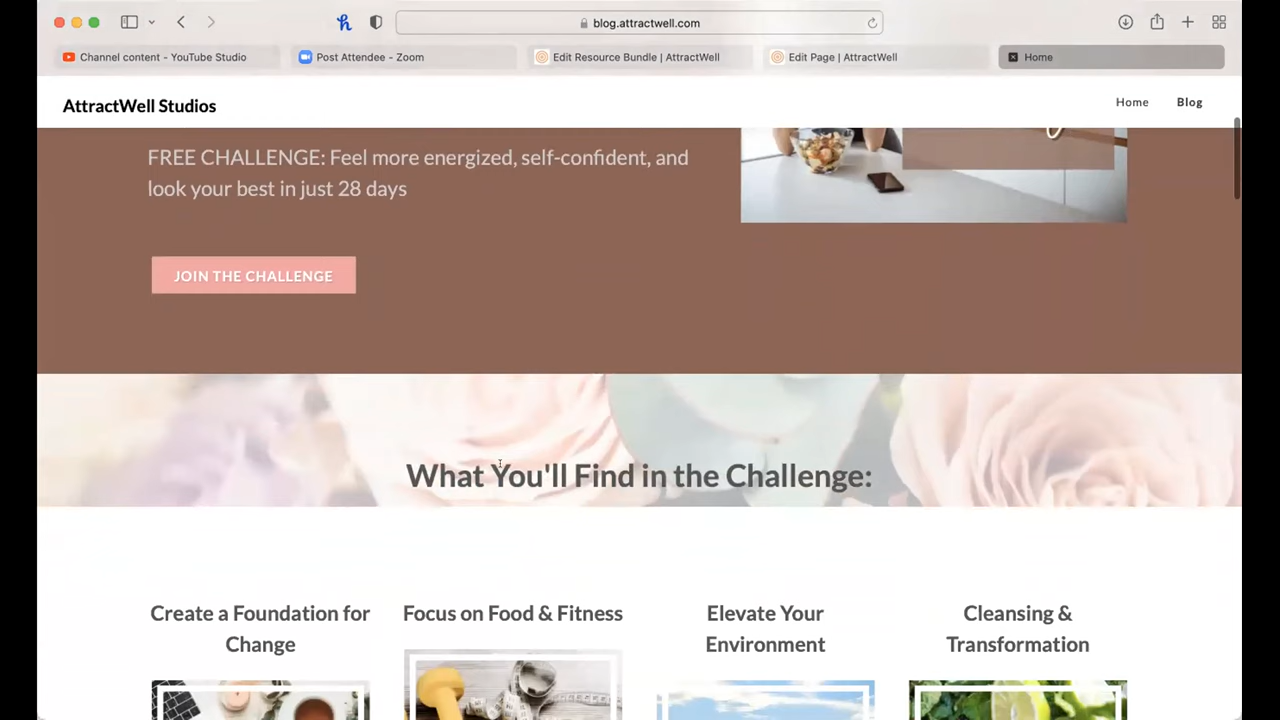 blog.attractwell.com
Channel content - YouTube Studio
Post Attendee - Zoom
Edit Resource Bundle | AttractWell
Edit Page | AttractWell
Home
AttractWell Studios
Home
Blog
FREE CHALLENGE: Feel more energized, self-confident, and
look your best in just 28 days
JOIN THE CHALLENGE
What You'll Find in the Challenge:
Create a Foundation for
Change
Focus on Food & Fitness
Elevate Your
Environment
Cleansing &
Transformation